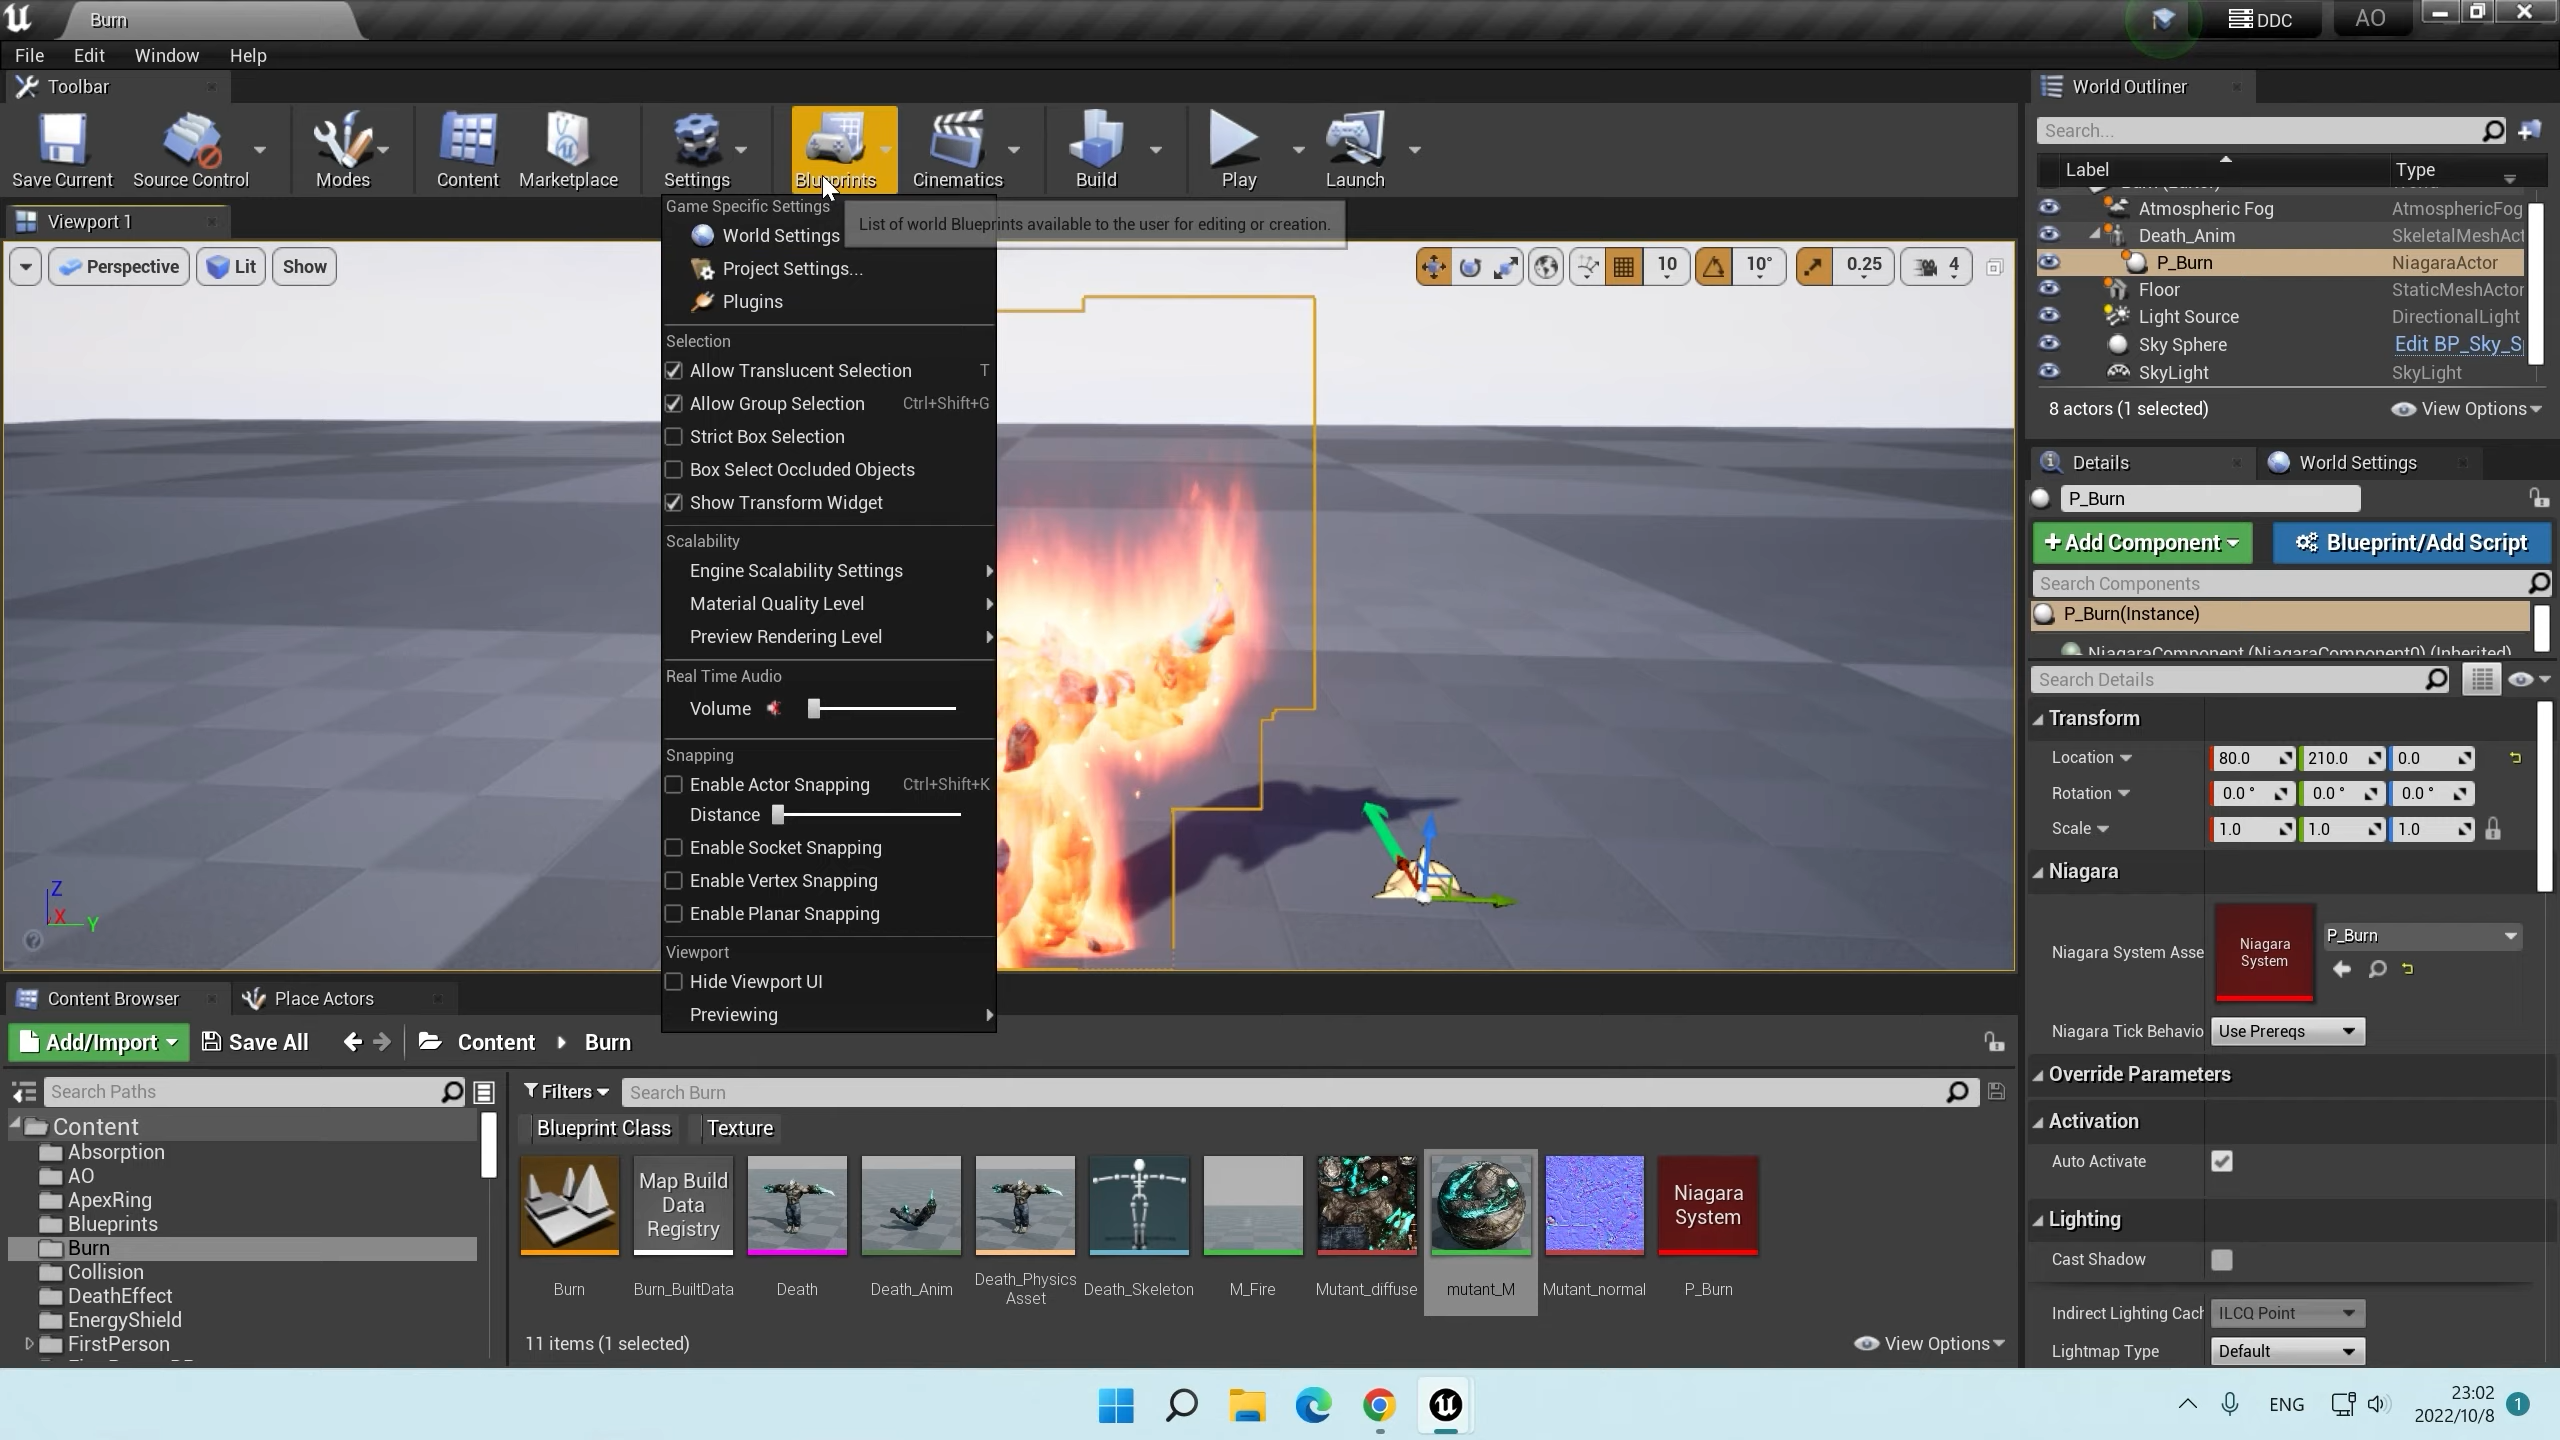 Burn
DDC
AO
File Edit Window Help
Toolbar
Save Current
Source Control
Modes
Content
Marketplace
Settings
Blueprints
Cinematics
Build
Play
Launch
Viewport 1
Perspective
Lit
Show
10
10°
0.25
4
Game Specific Settings
World Settings
List of world Blueprints available to the user for editing or creation.
Project Settings...
Plugins
Selection
Allow Translucent Selection T
Allow Group Selection Ctrl+Shift+G
Strict Box Selection
Box Select Occluded Objects
Show Transform Widget
Scalability
Engine Scalability Settings
Material Quality Level
Preview Rendering Level
Real Time Audio
Volume
Snapping
Enable Actor Snapping Ctrl+Shift+K
Distance
Enable Socket Snapping
Enable Vertex Snapping
Enable Planar Snapping
Viewport
Hide Viewport UI
Previewing
Z
X
Y
World Outliner
Search...
Label Type
Atmospheric Fog AtmosphericFog
Death_Anim SkeletalMeshAct
P_Burn NiagaraActor
Floor StaticMeshActor
Light Source DirectionalLight
Sky Sphere Edit BP_Sky_S
SkyLight SkyLight
8 actors (1 selected) View Options
Details World Settings
P_Burn
+Add Component Blueprint/Add Script
Search Components
P_Burn(Instance)
NiagaraComponent (NiagaraComponent0) (Inherited)
Search Details
Transform
Location 80.0 210.0 0.0
Rotation 0.0 ° 0.0 ° 0.0 °
Scale 1.0 1.0 1.0
Niagara
Niagara System Asse
Niagara System
P_Burn
Niagara Tick Behavio Use Prereqs
Override Parameters
Activation
Auto Activate
Lighting
Cast Shadow
Indirect Lighting Cach ILCQ Point
Lightmap Type Default
Content Browser Place Actors
Add/Import Save All Content Burn
Search Paths
Content
Absorption
AO
ApexRing
Blueprints
Burn
Collision
DeathEffect
EnergyShield
FirstPerson
Filters Search Burn
Blueprint Class Texture
Map Build
Data
Registry
Niagara
System
Burn
Burn_BuiltData
Death
Death_Anim
Death_Physics
Asset
Death_Skeleton
M_Fire
Mutant_diffuse
mutant_M
Mutant_normal
P_Burn
11 items (1 selected) View Options
ENG
23:02
2022/10/8
1